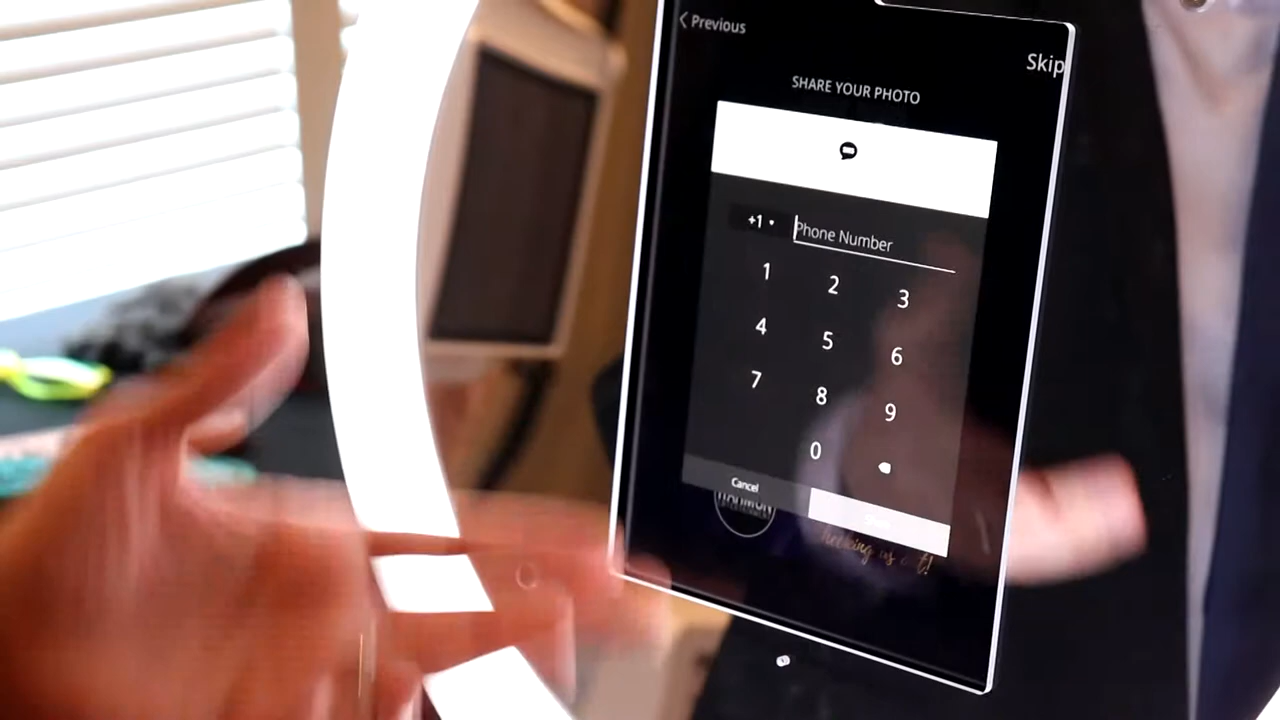 Previous
Skip
SHARE YOUR PHOTO
+1
Phone Number
1 2 3
4 5 6
7 8 9
0
Cancel